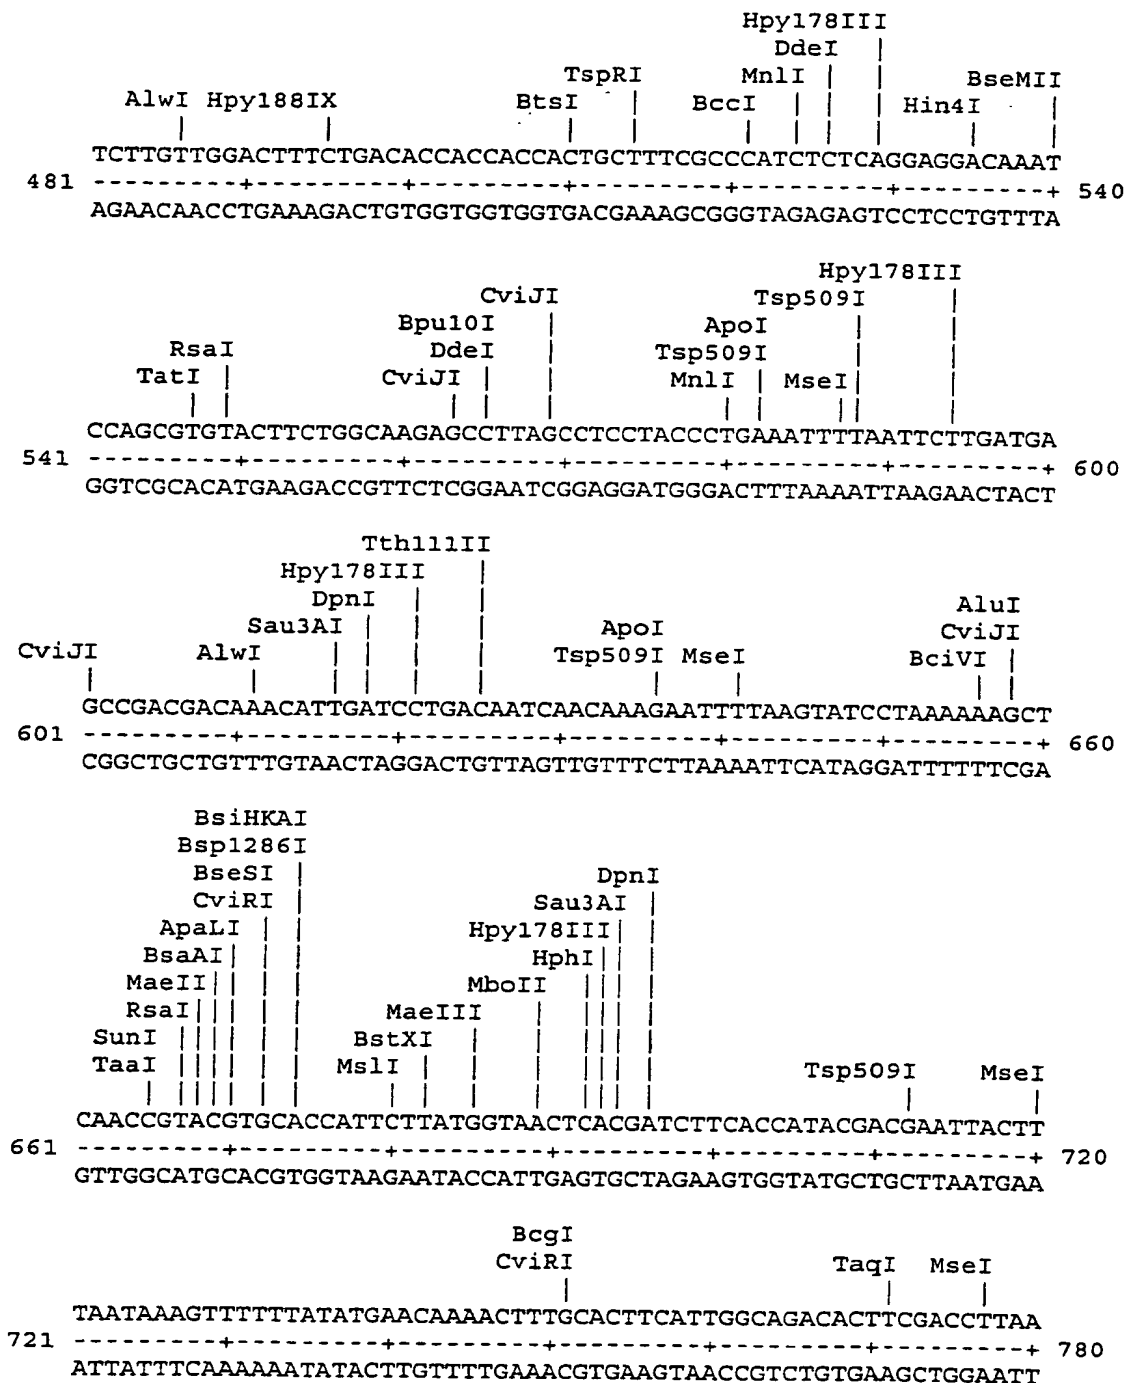 Hpy178III
DdeI
TspRI MnlI BseMII
AlwI Hpy188IX BtsI BccI Hin4I
TCTTGTTGGACTTTCTGACACCACCACCACTGCTTTCGCCCATCTCTCAGGAGGACAAAT
481 ---------+---------+---------+---------+---------+---------+ 540
AGAACAACCTGAAAGACTGTGGTGGTGGTGACGAAAGCGGGTAGAGAGTCCTCCTGTTTA
Hpy178III
CviJI Tsp509I
Bpu10I ApoI
RsaI DdeI Tsp509I
TatI CviJI MnlI MseI
CCAGCGTGTACTTCTGGCAAGAGCCTTAGCCTCCTACCCTGAAATTTTAATTCTTGATGA
541 ---------+---------+---------+---------+---------+---------+ 600
GGTCGCACATGAAGACCGTTCTCGGAATCGGAGGATGGGACTTTAAAATTAAGAACTACT
Tth111II
Hpy178III
DpnI AluI
Sau3AI ApoI CviJI
CviJI AlwI Tsp509I MseI BciVI
GCCGACGACAAACATTGATCCTGACAATCAACAAAGAATTTTAAGTATCCTAAAAAAGCT
601 ---------+---------+---------+---------+---------+---------+ 660
CGGCTGCTGTTTGTAACTAGGACTGTTAGTTGTTTCTTAAAATTCATAGGATTTTTTCGA
BsiHKAI
Bsp1286I
BseSI DpnI
CviRI Sau3AI
ApaLI Hpy178III
BsaAI HphI
MaeII MboII
RsaI MaeIII
SunI BstXI
TaaI MslI Tsp509I MseI
CAACCGTACGTGCACCATTCTTATGGTAACTCACGATCTTCACCATACGACGAATTACTT
661 ---------+---------+---------+---------+---------+---------+ 720
GTTGGCATGCACGTGGTAAGAATACCATTGAGTGCTAGAAGTGGTATGCTGCTTAATGAA
BcgI
CviRI TaqI MseI
TAATAAAGTTTTTTATATGAACAAAACTTTGCACTTCATTGGCAGACACTTCGACCTTAA
721 ---------+---------+---------+---------+---------+---------+ 780
ATTATTTCAAAAAATATACTTGTTTTGAAACGTGAAGTAACCGTCTGTGAAGCTGGAATT